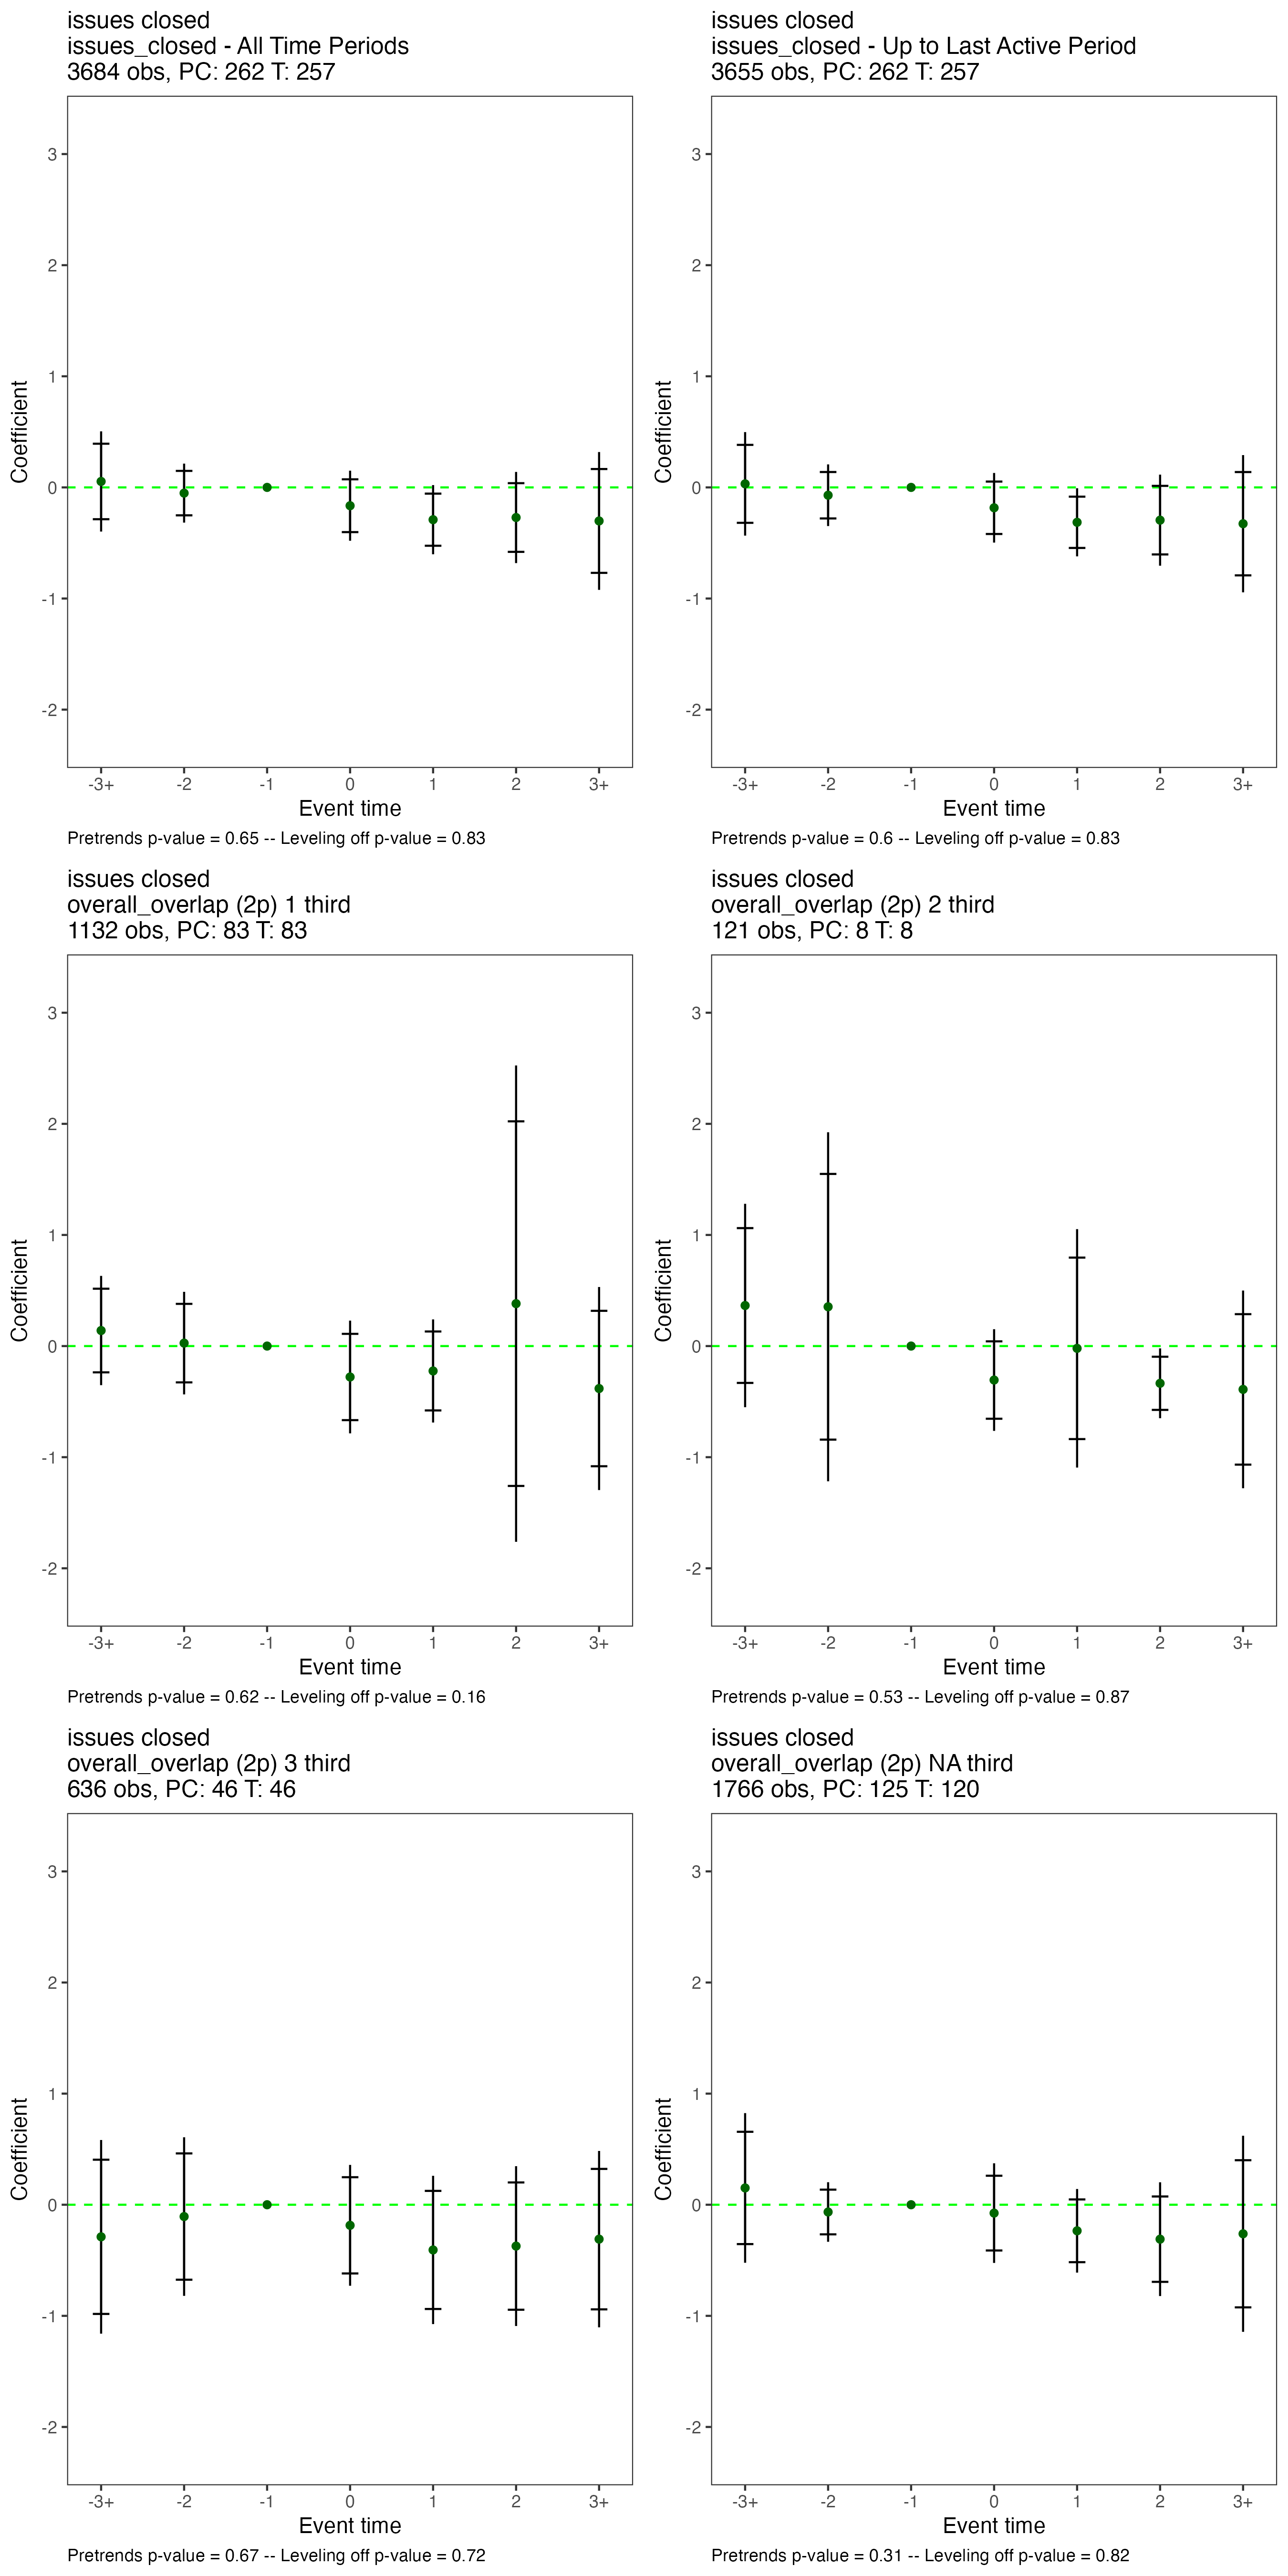 issues closed
issues_closed - All Time Periods
3684 obs, PC: 262 T: 257
3
2
1
0
-1
-2
Coefficient
-3+ -2 -1 0 1 2 3+
Event time
Pretrends p-value = 0.65 -- Leveling off p-value = 0.83
issues closed
issues_closed - Up to Last Active Period
3655 obs, PC: 262 T: 257
3
2
1
0
-1
-2
Coefficient
-3+ -2 -1 0 1 2 3+
Event time
Pretrends p-value = 0.6 -- Leveling off p-value = 0.83
issues closed
overall_overlap (2p) 1 third
1132 obs, PC: 83 T: 83
3
2
1
0
-1
-2
Coefficient
-3+ -2 -1 0 1 2 3+
Event time
Pretrends p-value = 0.62 -- Leveling off p-value = 0.16
issues closed
overall_overlap (2p) 2 third
121 obs, PC: 8 T: 8
3
2
1
0
-1
-2
Coefficient
-3+ -2 -1 0 1 2 3+
Event time
Pretrends p-value = 0.53 -- Leveling off p-value = 0.87
issues closed
overall_overlap (2p) 3 third
636 obs, PC: 46 T: 46
3
2
1
0
-1
-2
Coefficient
-3+ -2 -1 0 1 2 3+
Event time
Pretrends p-value = 0.67 -- Leveling off p-value = 0.72
issues closed
overall_overlap (2p) NA third
1766 obs, PC: 125 T: 120
3
2
1
0
-1
-2
Coefficient
-3+ -2 -1 0 1 2 3+
Event time
Pretrends p-value = 0.31 -- Leveling off p-value = 0.82